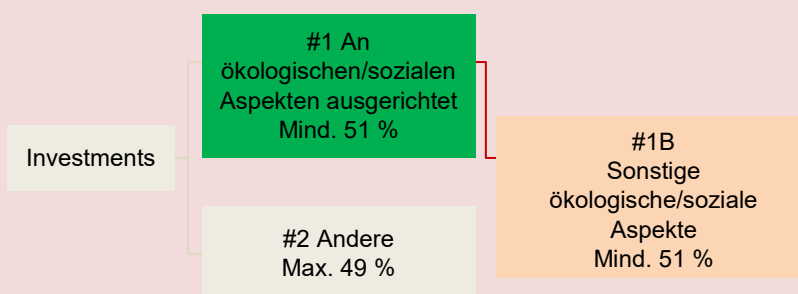 #1 An
ökologischen/sozialen
Aspekten ausgerichtet
Mind. 51 %
Investments
#1B
Sonstige
ökologische/soziale
Aspekte
Mind. 51 %
#2 Andere
Max. 49 %